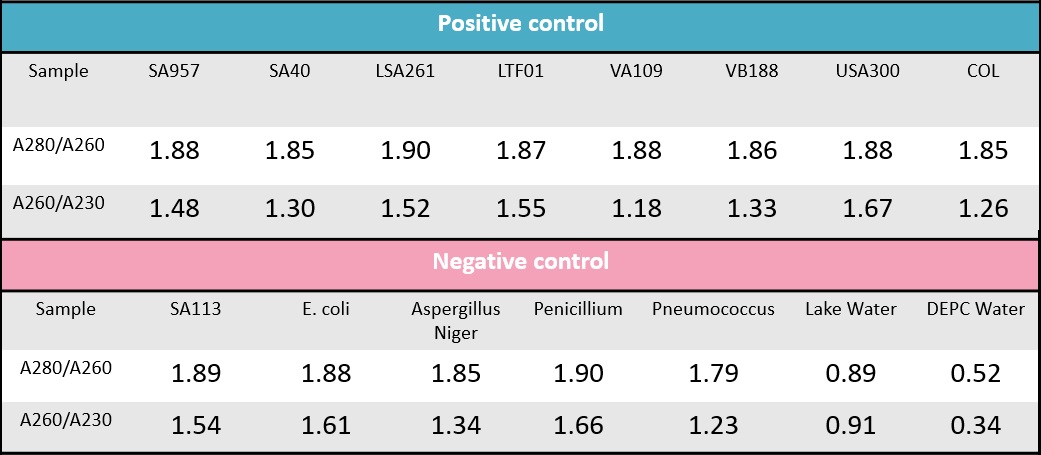 Positive control
Sample SA957 SA40 LSA261 LTF01 VA109 VB188 USA300 COL
A280/A260 1.88 1.85 1.90 1.87 1.88 1.86 1.88 1.85
A260/A230 1.48 1.30 1.52 1.55 1.18 1.33 1.67 1.26
Negative control
Sample SA113 E. coli Aspergillus Penicillium Pneumococcus Lake Water DEPC Water
Niger
A280/A260 1.89 1.88 1.85 1.90 1.79 0.89 0.52
A260/A230 1.54 1.61 1.34 1.66 1.23 0.91 0.34